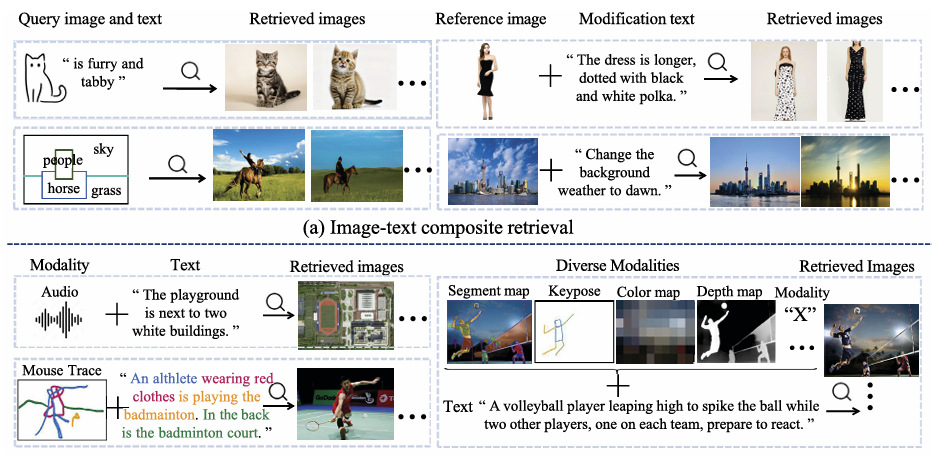 Query image and text
Retrieved images
“ is furry and
tabby ”
people
sky
horse
grass
Reference image
Modification text
Retrieved images
“ The dress is longer,
dotted with black
and white polka. ”
“ Change the
background
weather to dawn. ”
(a) Image-text composite retrieval
Modality
Text
Retrieved images
Audio
“ The playground
is next to two
white buildings. ”
Mouse Trace
“ An althlete wearing red
clothes is playing the
badmainton. In the back
is the badminton court. ”
Diverse Modalities
Retrieved Images
Segment map
Keypose
Color map
Depth map
Modality
“X”
Text “ A volleyball player leaping high to spike the ball while
two other players, one on each team, prepare to react. ”